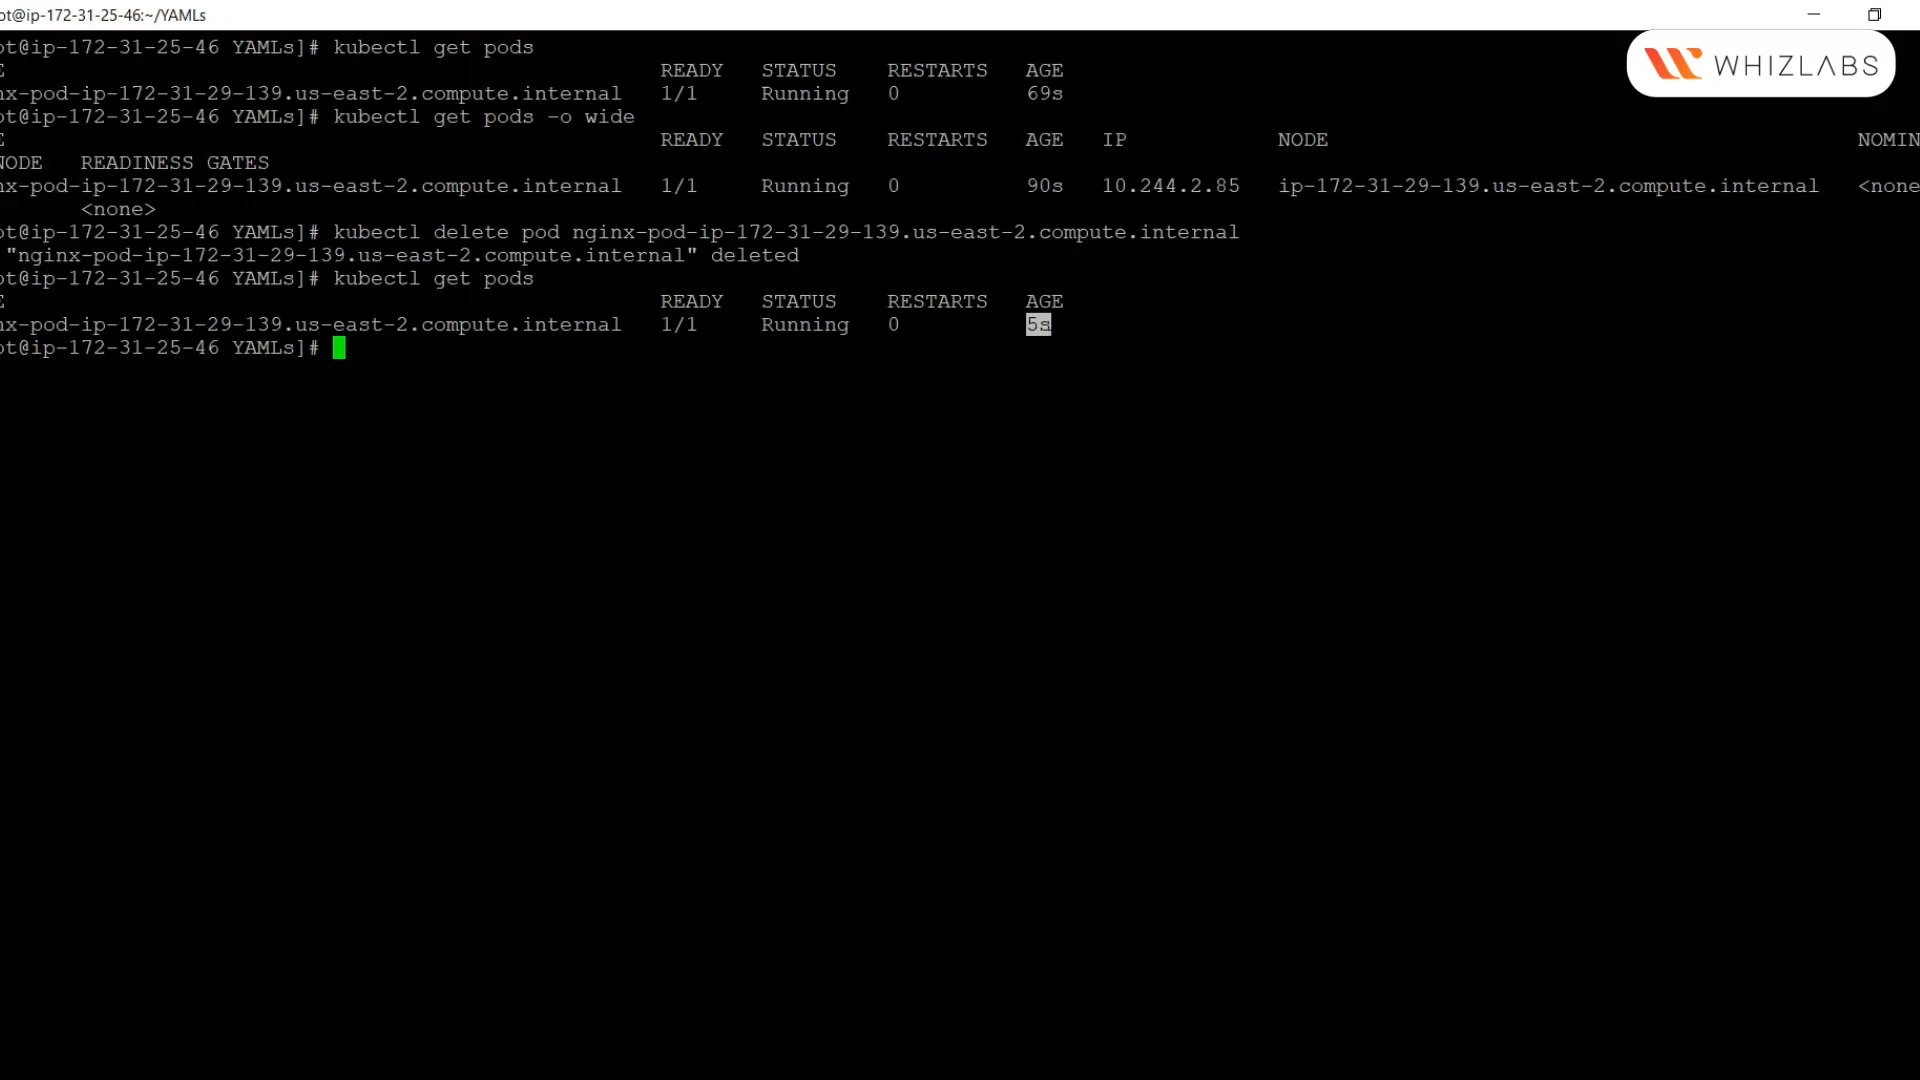 ot@ip-172-31-25-46:~/YAMLs
WHIZLABS
ot@ip-172-31-25-46 YAMLs]# kubectl get pods
E READY STATUS RESTARTS AGE
nx-pod-ip-172-31-29-139.us-east-2.compute.internal 1/1 Running 0 69s
ot@ip-172-31-25-46 YAMLs]# kubectl get pods -o wide
E READY STATUS RESTARTS AGE IP NODE NOMIN
NODE READINESS GATES
nx-pod-ip-172-31-29-139.us-east-2.compute.internal 1/1 Running 0 90s 10.244.2.85 ip-172-31-29-139.us-east-2.compute.internal <none
<none>
ot@ip-172-31-25-46 YAMLs]# kubectl delete pod nginx-pod-ip-172-31-29-139.us-east-2.compute.internal
"nginx-pod-ip-172-31-29-139.us-east-2.compute.internal" deleted
ot@ip-172-31-25-46 YAMLs]# kubectl get pods
E READY STATUS RESTARTS AGE
nx-pod-ip-172-31-29-139.us-east-2.compute.internal 1/1 Running 0 5s
ot@ip-172-31-25-46 YAMLs]#